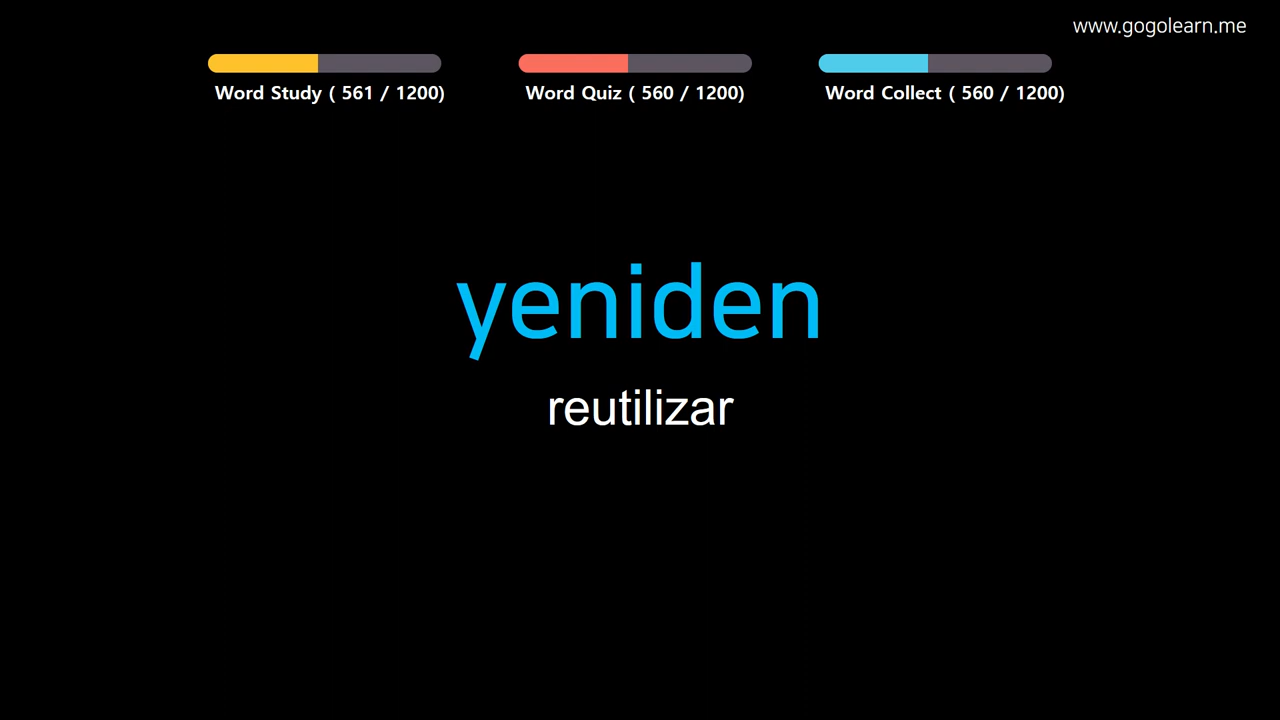 www.gogolearn.me
Word Study ( 561 / 1200)
Word Quiz ( 560 / 1200)
Word Collect ( 560 / 1200)
yeniden
reutilizar